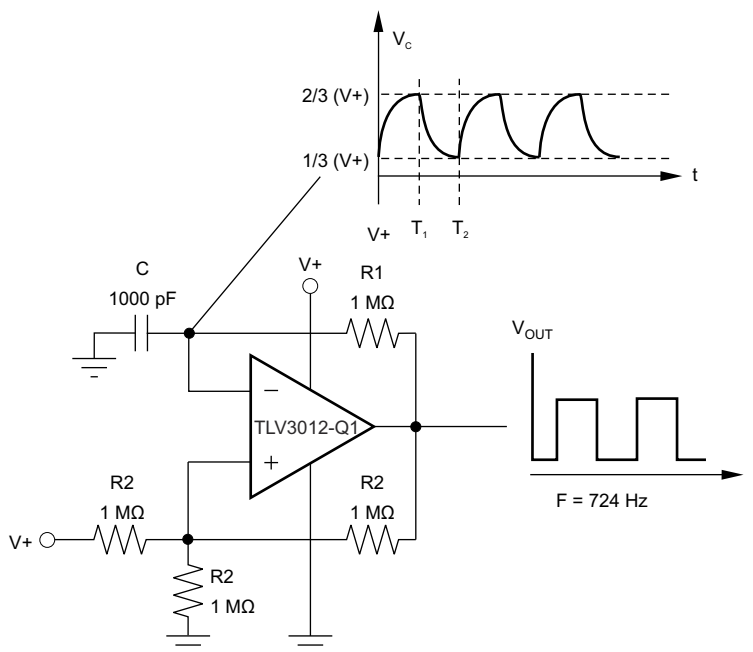 V_C
2/3 (V+)
1/3 (V+)
t
V+
T_1
T_2
C
1000 pF
V+
R1
1 MΩ
V_OUT
−
TLV3012-Q1
+
R2
1 MΩ
R2
1 MΩ
V+
R2
1 MΩ
F = 724 Hz